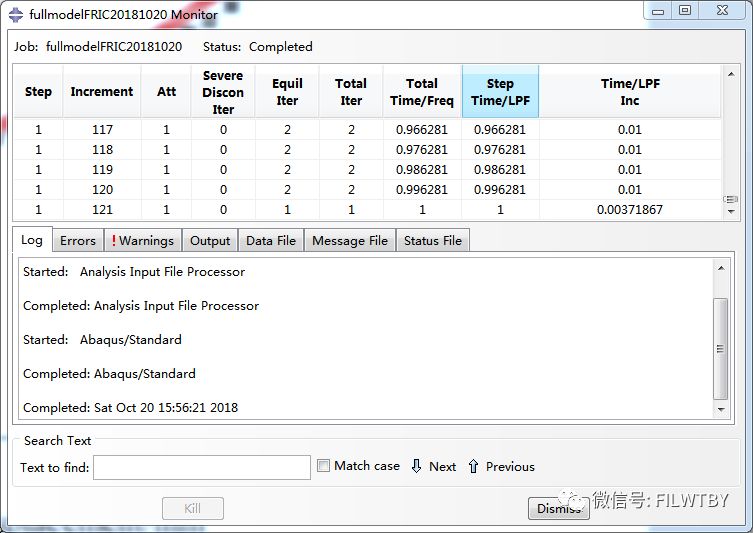 fullmodelFRIC20181020 Monitor
Job: fullmodelFRIC20181020 Status: Completed
Step Increment Att Severe Discon Iter Equil Iter Total Iter Total Time/Freq Step Time/LPF Time/LPF Inc
1 117 1 0 2 2 0.966281 0.966281 0.01
1 118 1 0 2 2 0.976281 0.976281 0.01
1 119 1 0 2 2 0.986281 0.986281 0.01
1 120 1 0 2 2 0.996281 0.996281 0.01
1 121 1 0 1 1 1 1 0.00371867
Log Errors !Warnings Output Data File Message File Status File
Started: Analysis Input File Processor
Completed: Analysis Input File Processor
Started: Abaqus/Standard
Completed: Abaqus/Standard
Completed: Sat Oct 20 15:56:21 2018
Search Text
Text to find: Match case Next Previous
Kill Dismiss
微信号: FILWTBY